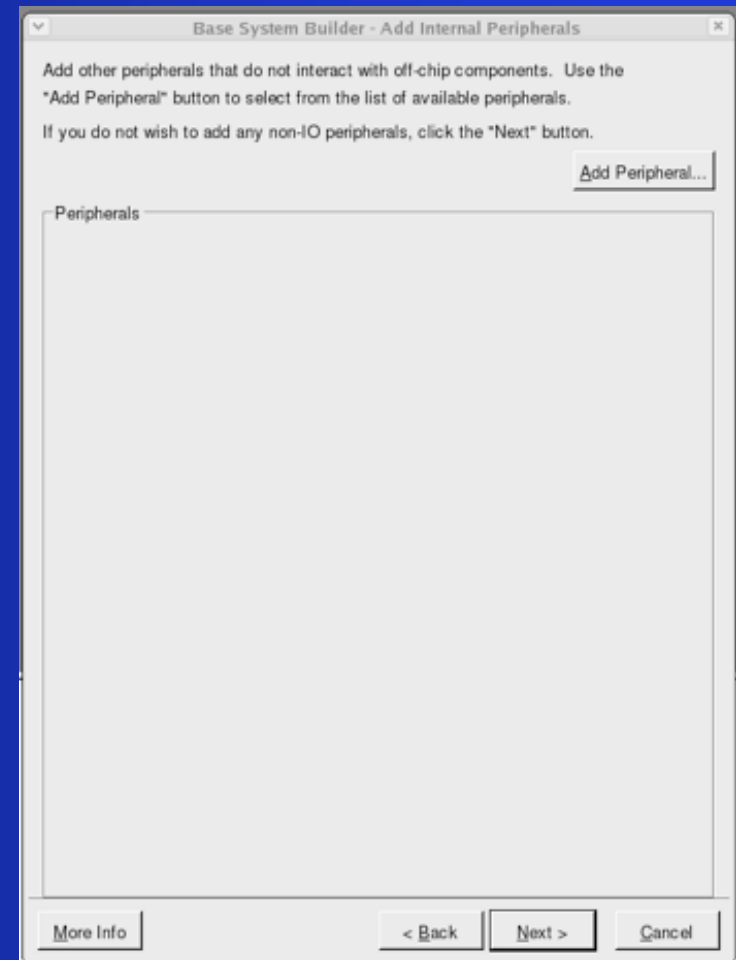 Base System Builder - Add Internal Peripherals
Add other peripherals that do not interact with off-chip components. Use the
"Add Peripheral" button to select from the list of available peripherals.
If you do not wish to add any non-IO peripherals, click the "Next" button.
Add Peripheral...
Peripherals
More Info
< Back
Next >
Cancel